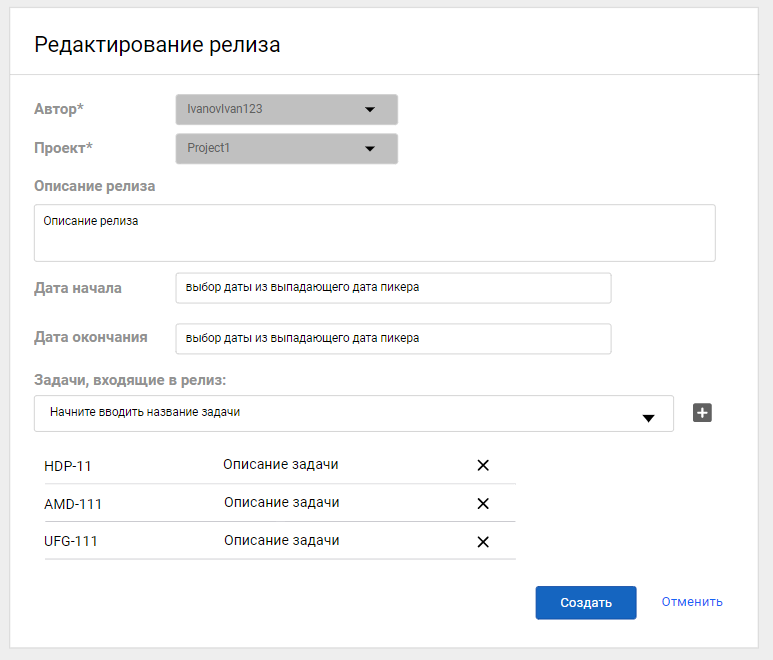 Редактирование релиза
Автор* IvanovIvan123
Проект* Project1
Описание релиза
Описание релиза
Дата начала выбор даты из выпадающего дата пикера
Дата окончания выбор даты из выпадающего дата пикера
Задачи, входящие в релиз:
Начните вводить название задачи
HDP-11 Описание задачи
AMD-111 Описание задачи
UFG-111 Описание задачи
Создать Отменить